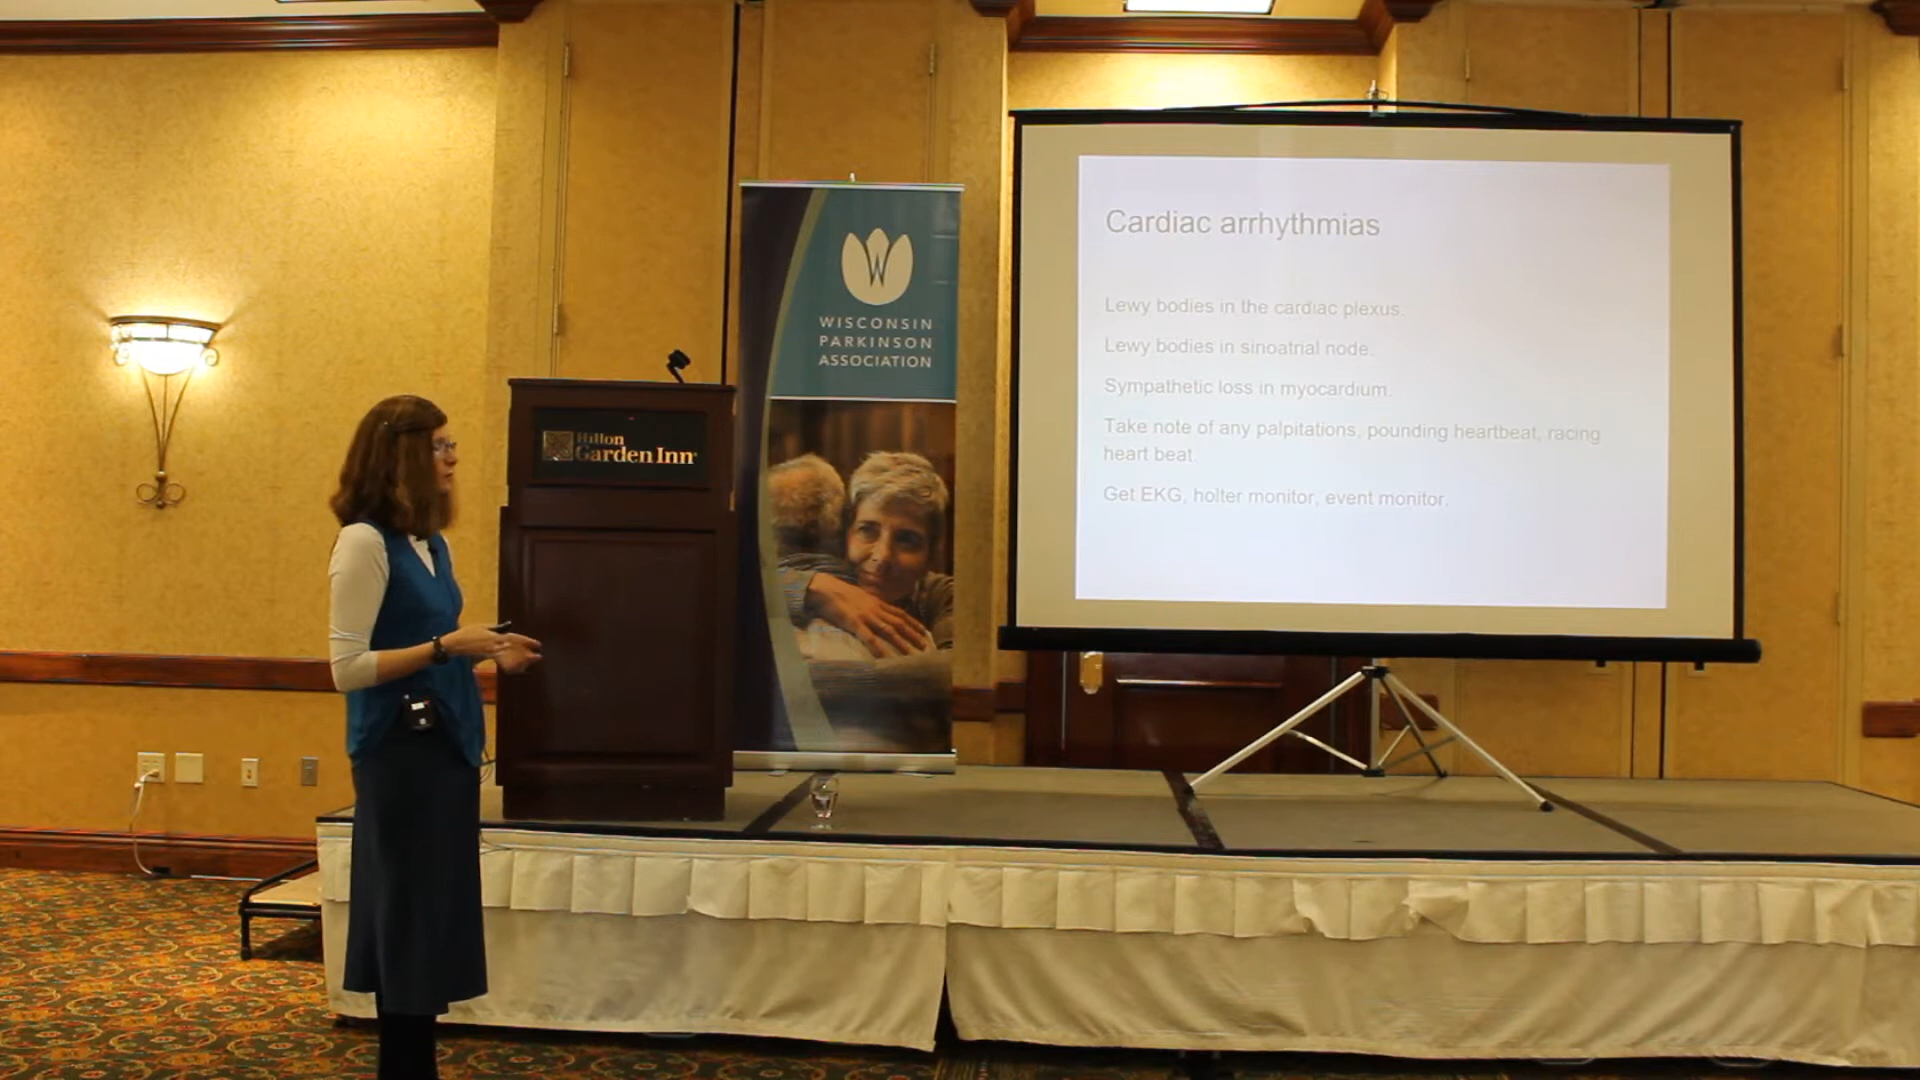 WISCONSIN
PARKINSON
ASSOCIATION
Hilton
Garden Inn
Cardiac arrhythmias
Lewy bodies in the cardiac plexus.
Lewy bodies in sinoatrial node.
Sympathetic loss in myocardium.
Take note of any palpitations, pounding heartbeat, racing
heart beat.
Get EKG, holter monitor, event monitor.